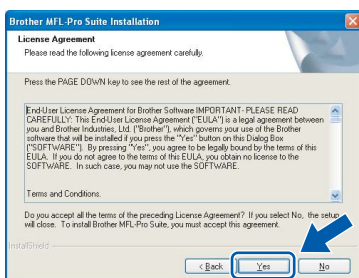 Brother MFL-Pro Suite Installation
License Agreement
Please read the following license agreement carefully.
Press the PAGE DOWN key to see the rest of the agreement.
End-User License Agreement for Brother Software IMPORTANT- PLEASE READ
CAREFULLY: This End-User License Agreement ("EULA") is a legal agreement between
you and Brother Industries, Ltd. ("Brother"), which governs your use of the Brother
software that will be installed if you press the "Yes" button on this Dialog Box
("SOFTWARE"). By pressing "Yes", you agree to be legally bound by the terms of this
EULA. If you do not agree to the terms of this EULA, you obtain no license to the
SOFTWARE. In such case, you may not use the SOFTWARE.
Terms and Conditions.
Do you accept all the terms of the preceding License Agreement? If you select No, the setup
will close. To install Brother MFL-Pro Suite, you must accept this agreement.
InstallShield
< Back
Yes
No